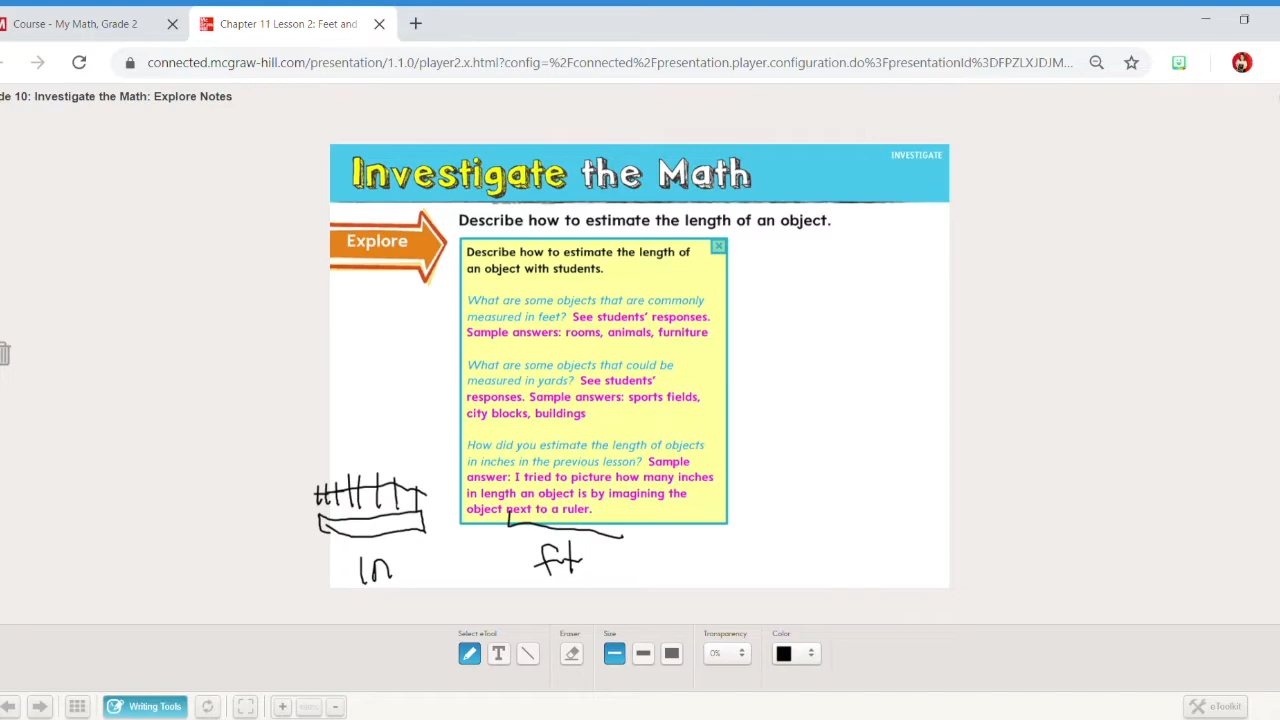 Course - My Math, Grade 2
Chapter 11 Lesson 2: Feet and
connected.mcgraw-hill.com/presentation/1.1.0/player2.x.html?config=%2Fconnected%2Fpresentation.player.configuration.do%3FpresentationId%3DFPZLXJDJM...
de 10: Investigate the Math: Explore Notes
INVESTIGATE
Investigate the Math
Explore
Describe how to estimate the length of an object.
Describe how to estimate the length of
an object with students.
What are some objects that are commonly
measured in feet? See students' responses.
Sample answers: rooms, animals, furniture
What are some objects that could be
measured in yards? See students'
responses. Sample answers: sports fields,
city blocks, buildings
How did you estimate the length of objects
in inches in the previous lesson? Sample
answer: I tried to picture how many inches
in length an object is by imagining the
object next to a ruler.
in
ft
Select eTool
Eraser
Size
Transparency
Color
T
0%
Writing Tools
100%
eToolkit